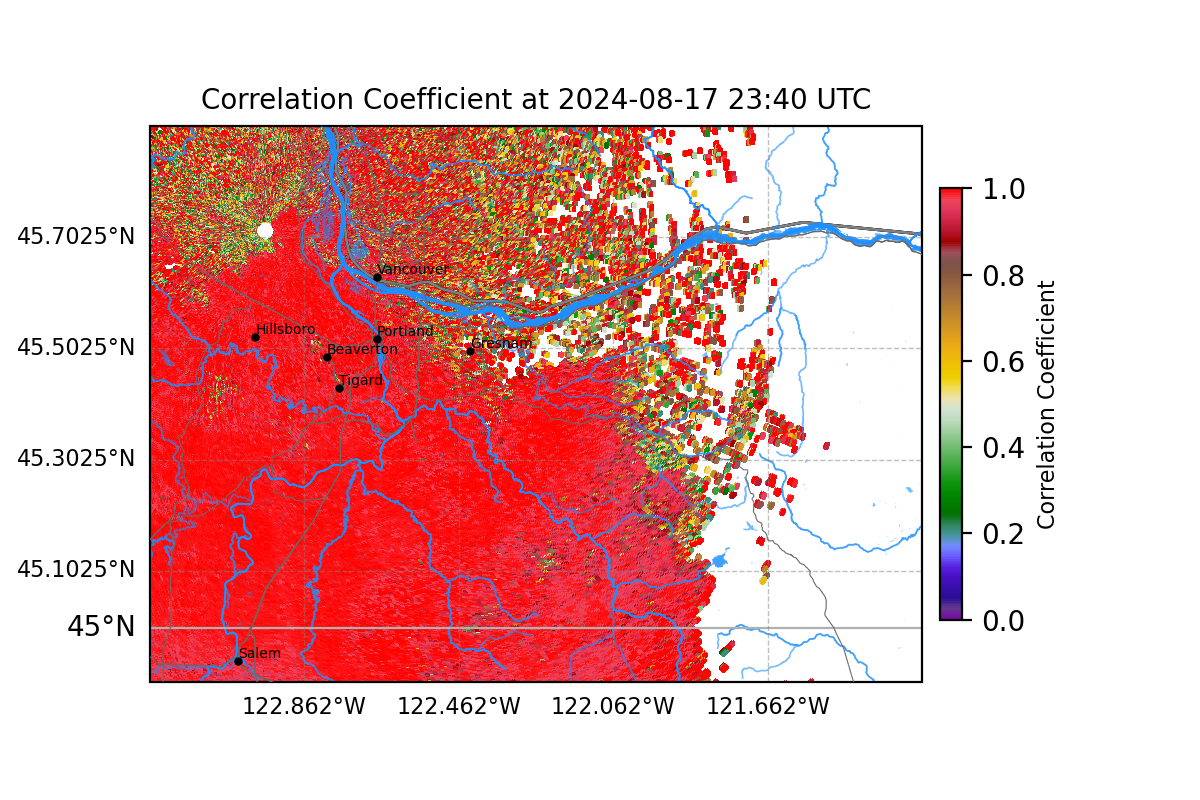 Correlation Coefficient at 2024-08-17 23:40 UTC
45.7025°N
45.5025°N
45.3025°N
45.1025°N
45°N
Vancouver
Hillsboro
Portland
Beaverton
Gresham
Tigard
Salem
122.862°W
122.462°W
122.062°W
121.662°W
1.0
0.8
0.6
0.4
0.2
0.0
Correlation Coefficient